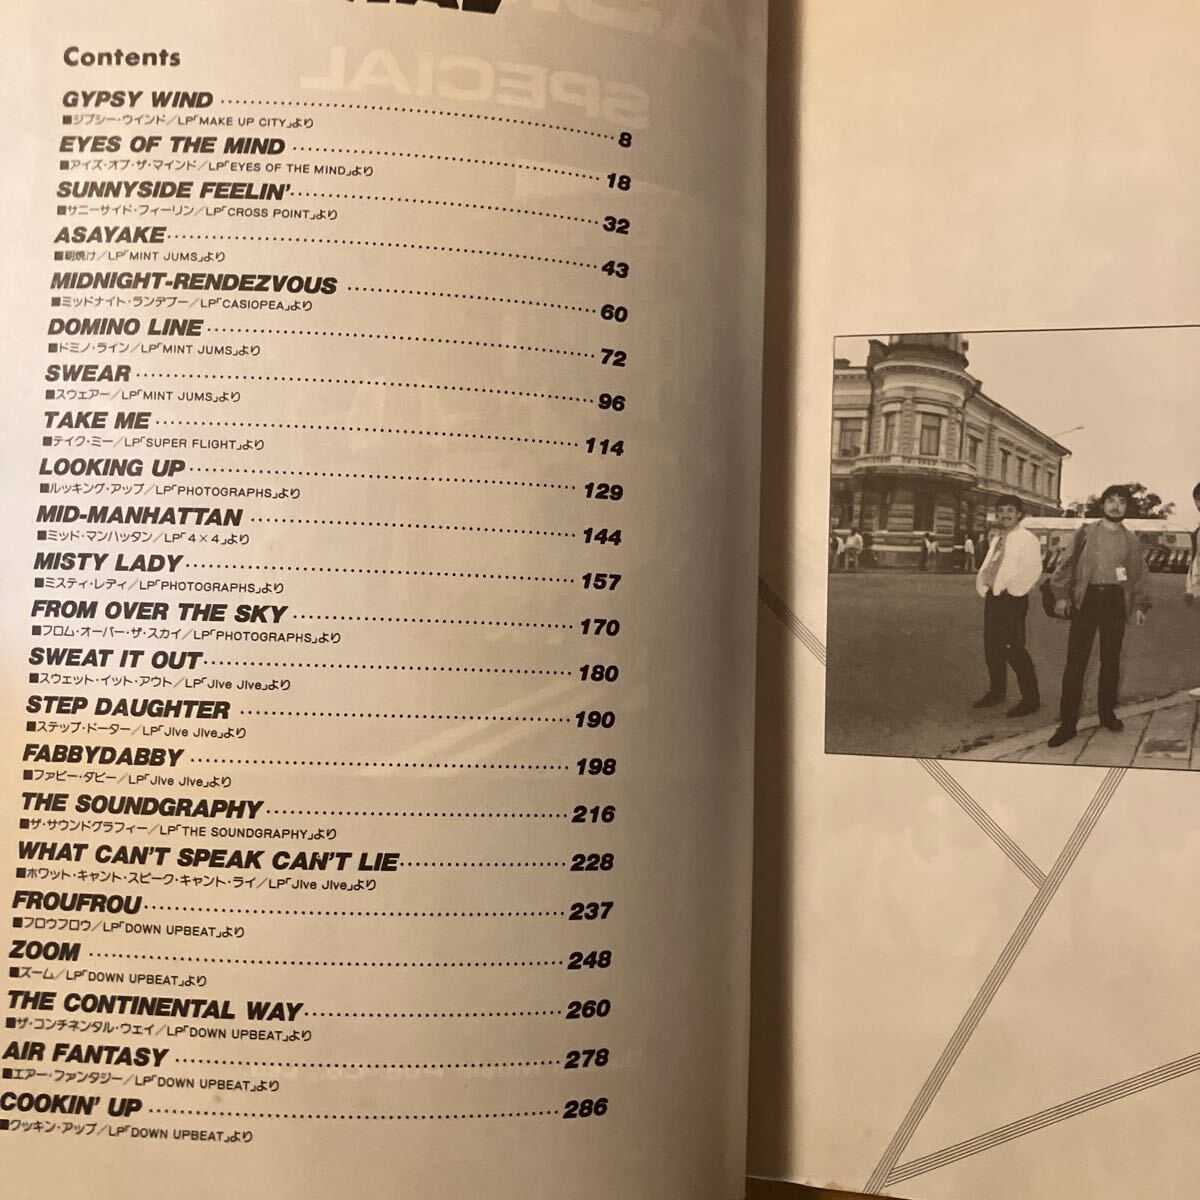 SPECIAL
Contents
GYPSY WIND 8
■ジプシー・ウインド/LP「MAKE UP CITY」より
EYES OF THE MIND 18
■アイズ・オブ・ザ・マインド/LP「EYES OF THE MIND」より
SUNNYSIDE FEELIN' 32
■サニーサイド・フィーリン/LP「CROSS POINT」より
ASAYAKE 43
■朝焼け/LP「MINT JUMS」より
MIDNIGHT-RENDEZVOUS 60
■ミッドナイト・ランデブー/LP「CASIOPEA」より
DOMINO LINE 72
■ドミノ・ライン/LP「MINT JUMS」より
SWEAR 96
■スウェアー/LP「MINT JUMS」より
TAKE ME 114
■テイク・ミー/LP「SUPER FLIGHT」より
LOOKING UP 129
■ルッキング・アップ/LP「PHOTOGRAPHS」より
MID-MANHATTAN 144
■ミッド・マンハッタン/LP「4×4」より
MISTY LADY 157
■ミスティ・レディ/LP「PHOTOGRAPHS」より
FROM OVER THE SKY 170
■フロム・オーバー・ザ・スカイ/LP「PHOTOGRAPHS」より
SWEAT IT OUT 180
■スウェット・イット・アウト/LP「Jive Jive」より
STEP DAUGHTER 190
■ステップ・ドーター/LP「Jive Jive」より
FABBYDABBY 198
■ファビー・ダビー/LP「Jive Jive」より
THE SOUNDGRAPHY 216
■ザ・サウンドグラフィー/LP「THE SOUNDGRAPHY」より
WHAT CAN'T SPEAK CAN'T LIE 228
■ホワット・キャント・スピーク・キャント・ライ/LP「Jive Jive」より
FROUFROU 237
■フロウフロウ/LP「DOWN UPBEAT」より
ZOOM 248
■ズーム/LP「DOWN UPBEAT」より
THE CONTINENTAL WAY 260
■ザ・コンチネンタル・ウェイ/LP「DOWN UPBEAT」より
AIR FANTASY 278
■エアー・ファンタジー/LP「DOWN UPBEAT」より
COOKIN' UP 286
■クッキン・アップ/LP「DOWN UPBEAT」より